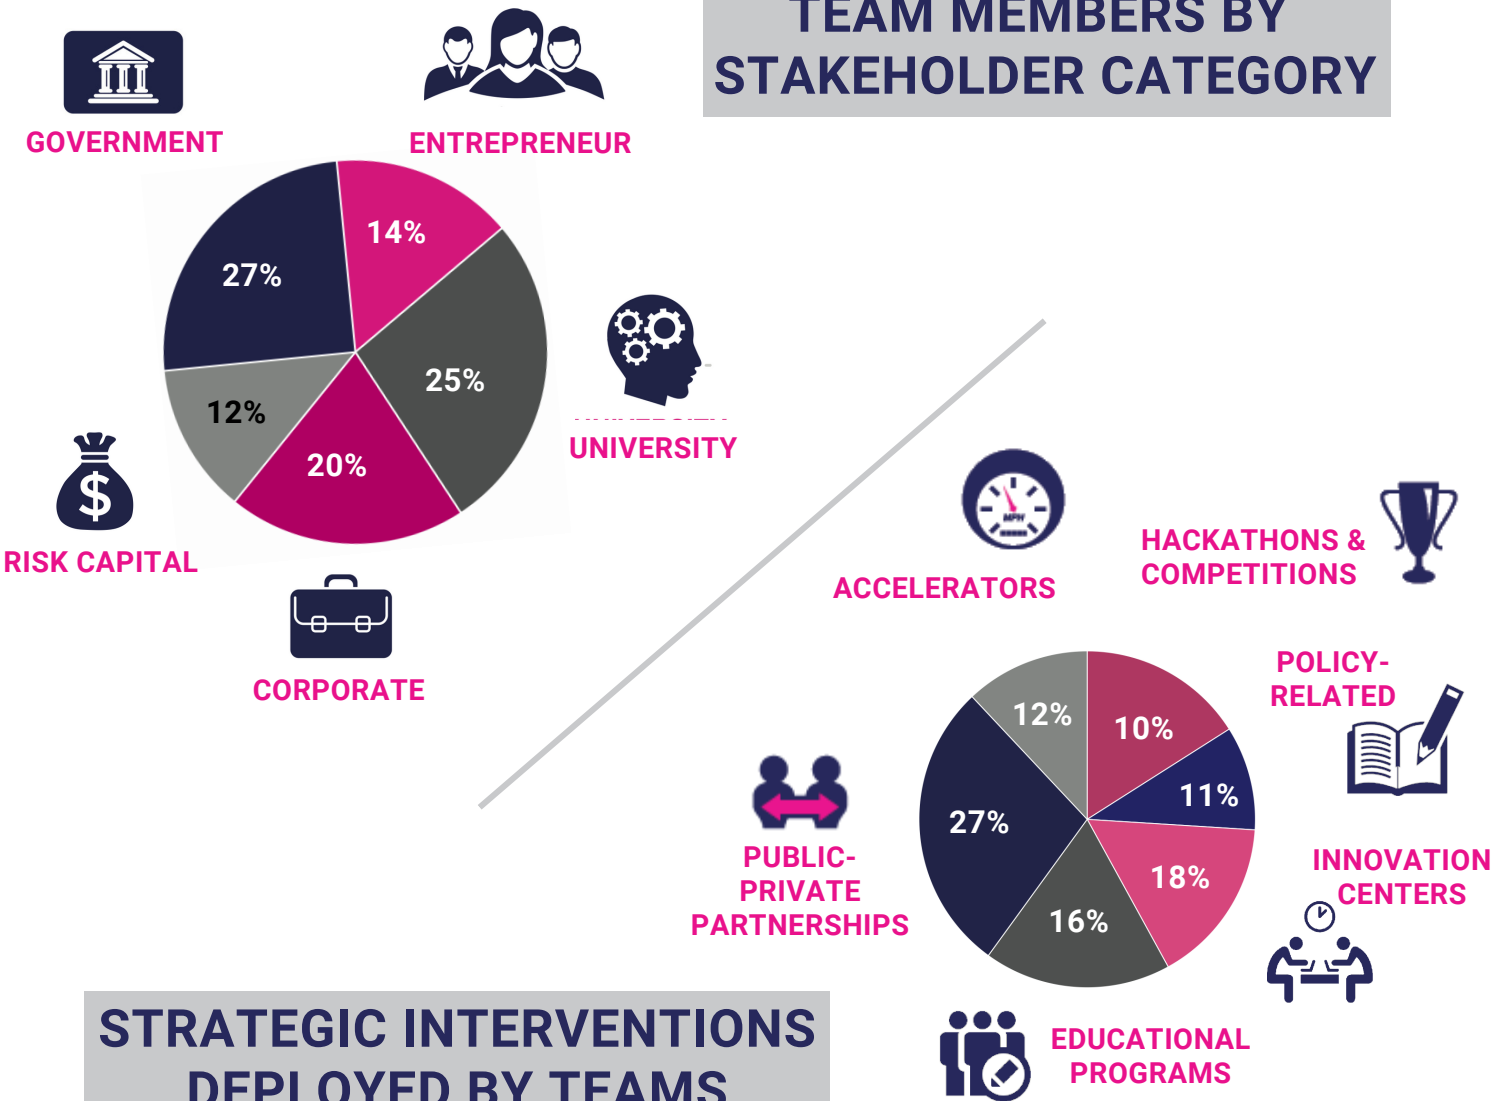 TEAM MEMBERS BY
STAKEHOLDER CATEGORY
GOVERNMENT
ENTREPRENEUR
14%
27%
25%
12%
20%
UNIVERSITY
RISK CAPITAL
CORPORATE
ACCELERATORS
MPH
HACKATHONS &
COMPETITIONS
POLICY-
RELATED
12%
10%
11%
27%
18%
16%
PUBLIC-
PRIVATE
PARTNERSHIPS
INNOVATION
CENTERS
EDUCATIONAL
PROGRAMS
STRATEGIC INTERVENTIONS
DEPLOYED BY TEAMS